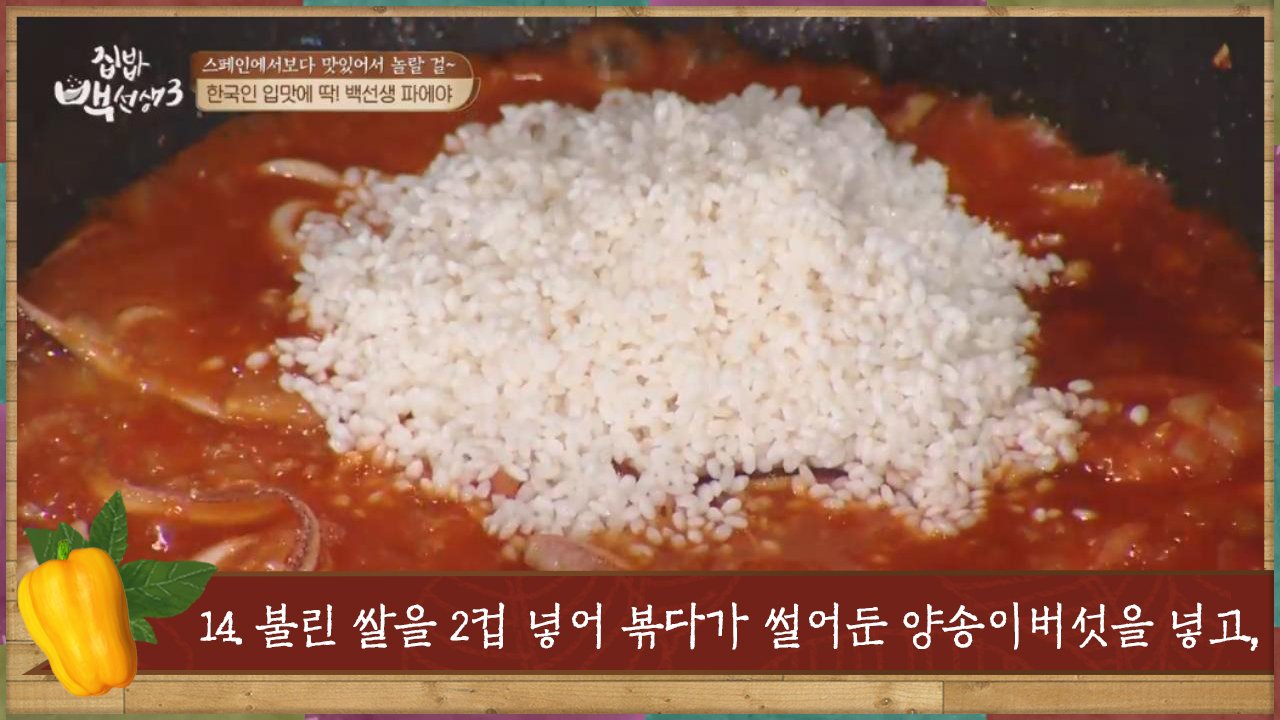 집밥
백선생3
스페인에서보다 맛있어서 놀랄 걸~
한국인 입맛에 딱! 백선생 파에야
14. 불린 쌀을 2컵 넣어 볶다가 썰어둔 양송이버섯을 넣고,